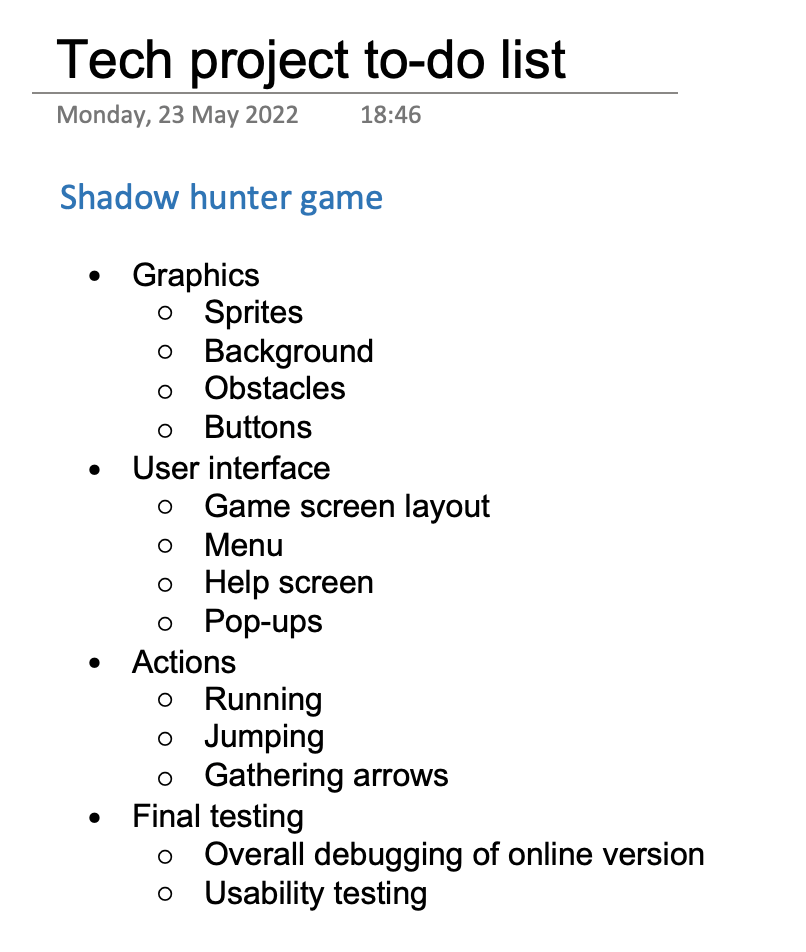 Tech project to-do list
Monday, 23 May 2022 18:46
Shadow hunter game
• Graphics
○ Sprites
○ Background
○ Obstacles
○ Buttons
• User interface
○ Game screen layout
○ Menu
○ Help screen
○ Pop-ups
• Actions
○ Running
○ Jumping
○ Gathering arrows
• Final testing
○ Overall debugging of online version
○ Usability testing